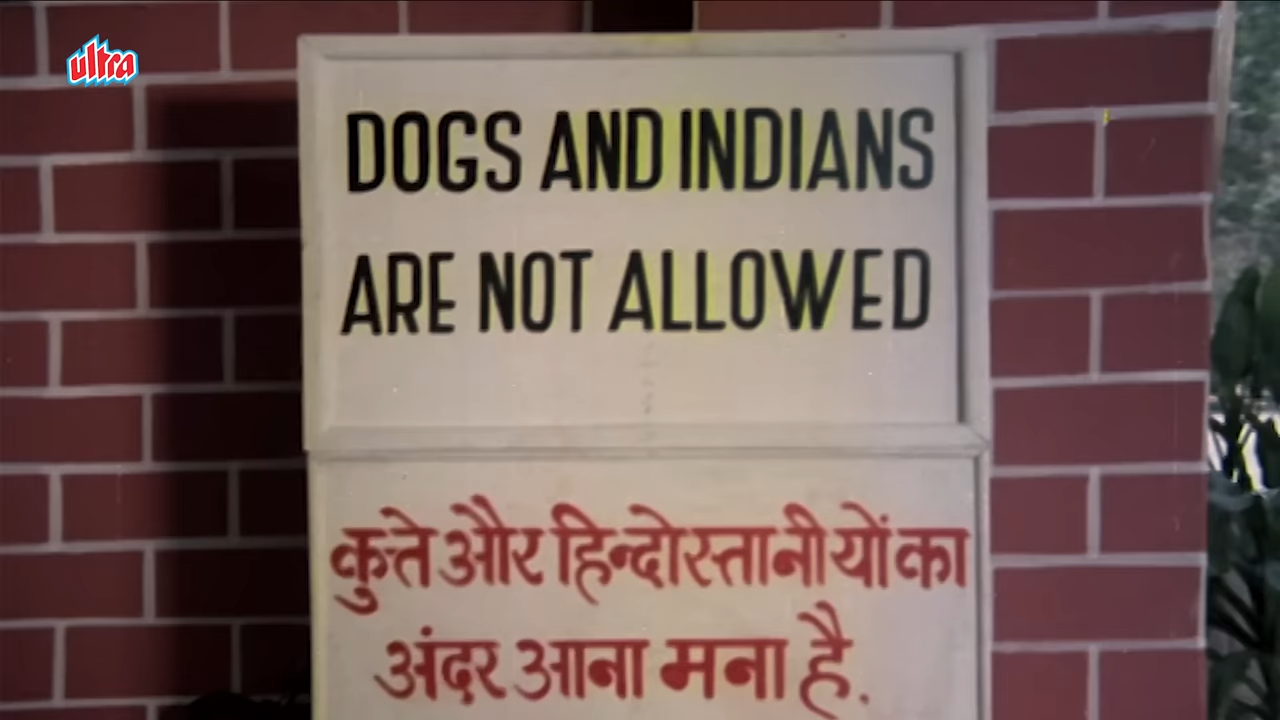 ultra
DOGS AND INDIANS
ARE NOT ALLOWED
कुत्ते और हिन्दोस्तानीयों का
अंदर आना मना है.